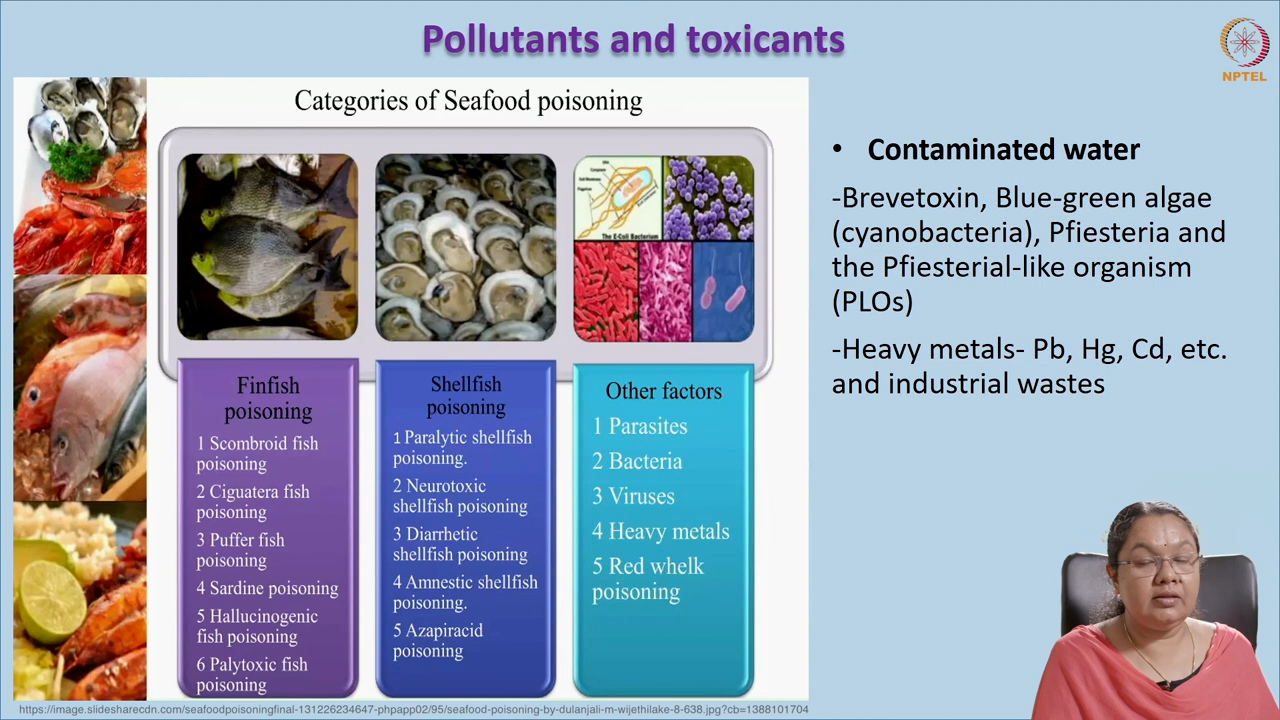 Pollutants and toxicants
NPTEL
Categories of Seafood poisoning
The E-Coli Bacterium
Finfish
poisoning
1 Scombroid fish
poisoning
2 Ciguatera fish
poisoning
3 Puffer fish
poisoning
4 Sardine poisoning
5 Hallucinogenic
fish poisoning
6 Palytoxic fish
poisoning
Shellfish
poisoning
1 Paralytic shellfish
poisoning.
2 Neurotoxic
shellfish poisoning
3 Diarrhetic
shellfish poisoning
4 Amnestic shellfish
poisoning.
5 Azapiracid
poisoning
Other factors
1 Parasites
2 Bacteria
3 Viruses
4 Heavy metals
5 Red whelk
poisoning
• Contaminated water
-Brevetoxin, Blue-green algae
(cyanobacteria), Pfiesteria and
the Pfiesterial-like organism
(PLOs)
-Heavy metals- Pb, Hg, Cd, etc.
and industrial wastes
https://image.slidesharecdn.com/seafoodpoisoningfinal-131226234647-phpapp02/95/seafood-poisoning-by-dulanjali-m-wijethilake-8-638.jpg?cb=1388101704